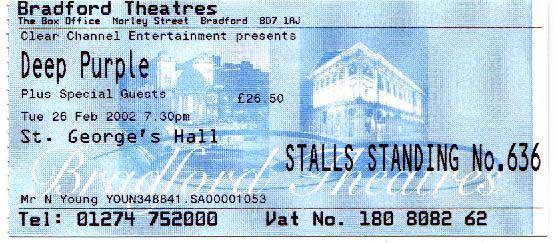 Bradford Theatres
The Box Office Morley Street Bradford BD7 1AJ
Clear Channel Entertainment presents
Deep Purple
Plus Special Guests
£26.50
Tue 26 Feb 2002 7.30pm
St. George's Hall
STALLS STANDING No.636
Bradford Theatres
Mr N Young YOUN348841.SA00001053
Tel: 01274 752000 Vat No. 180 8082 62